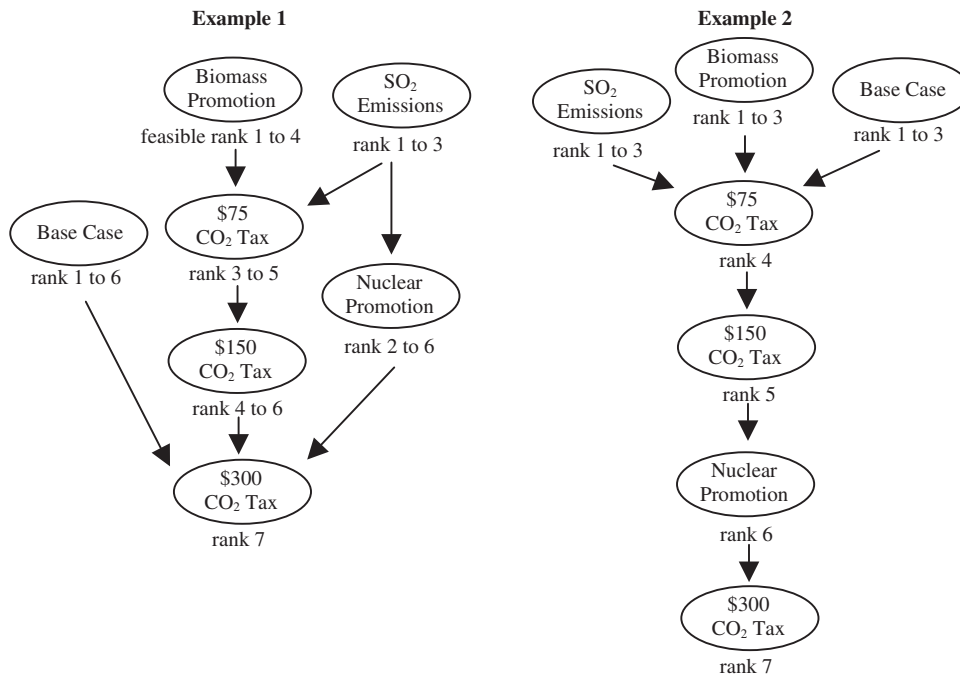 Example 1
Biomass
Promotion
feasible rank 1 to 4
SO₂
Emissions
rank 1 to 3
Base Case
rank 1 to 6
$75
CO₂ Tax
rank 3 to 5
Nuclear
Promotion
rank 2 to 6
$150
CO₂ Tax
rank 4 to 6
$300
CO₂ Tax
rank 7
Example 2
SO₂
Emissions
rank 1 to 3
Biomass
Promotion
rank 1 to 3
Base Case
rank 1 to 3
$75
CO₂ Tax
rank 4
$150
CO₂ Tax
rank 5
Nuclear
Promotion
rank 6
$300
CO₂ Tax
rank 7